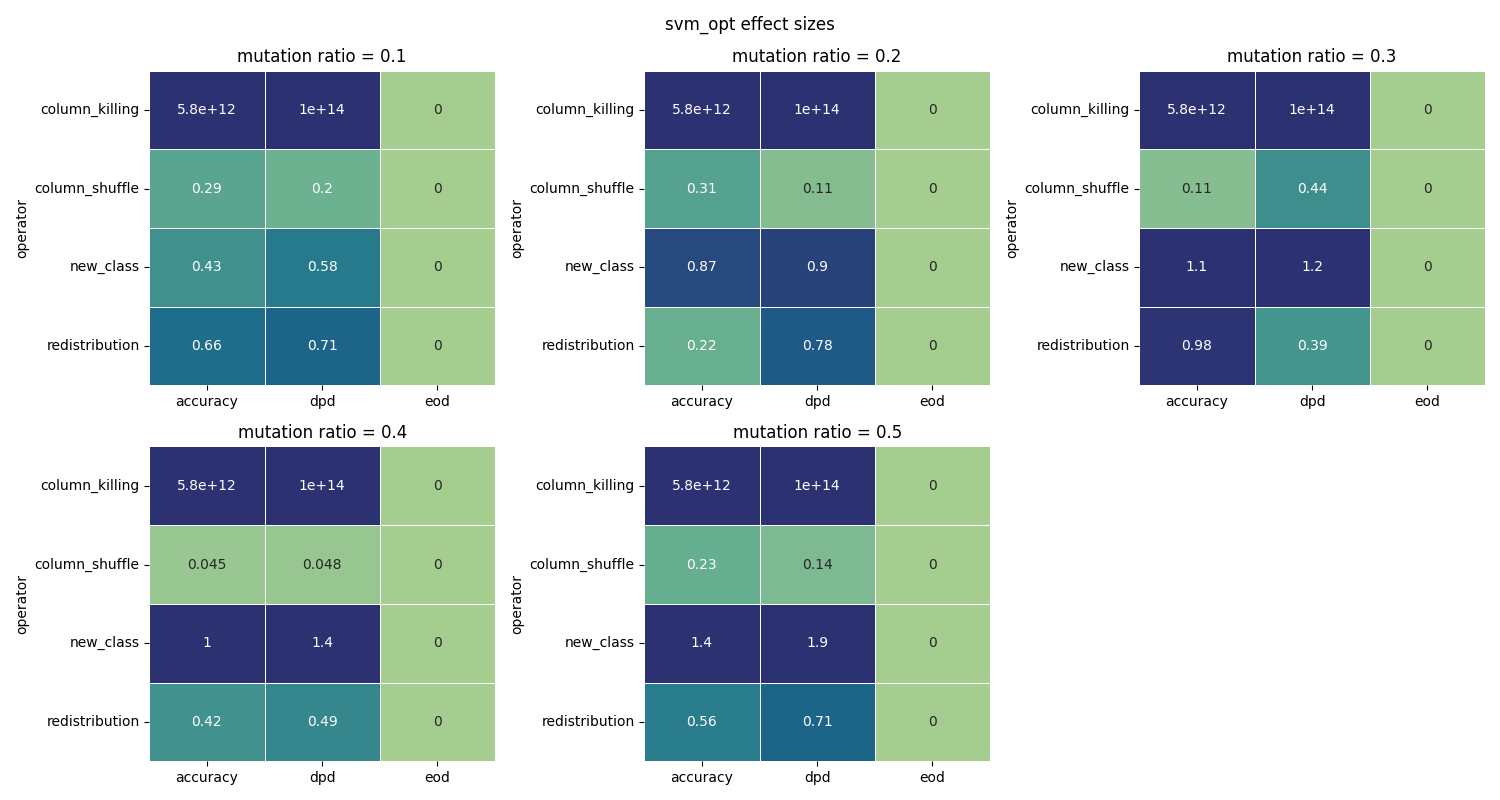 svm_opt effect sizes
mutation ratio = 0.1
column_killing 5.8e+12 1e+14 0
column_shuffle 0.29 0.2 0
new_class 0.43 0.58 0
redistribution 0.66 0.71 0
operator
accuracy dpd eod
mutation ratio = 0.2
column_killing 5.8e+12 1e+14 0
column_shuffle 0.31 0.11 0
new_class 0.87 0.9 0
redistribution 0.22 0.78 0
operator
accuracy dpd eod
mutation ratio = 0.3
column_killing 5.8e+12 1e+14 0
column_shuffle 0.11 0.44 0
new_class 1.1 1.2 0
redistribution 0.98 0.39 0
operator
accuracy dpd eod
mutation ratio = 0.4
column_killing 5.8e+12 1e+14 0
column_shuffle 0.045 0.048 0
new_class 1 1.4 0
redistribution 0.42 0.49 0
operator
accuracy dpd eod
mutation ratio = 0.5
column_killing 5.8e+12 1e+14 0
column_shuffle 0.23 0.14 0
new_class 1.4 1.9 0
redistribution 0.56 0.71 0
operator
accuracy dpd eod